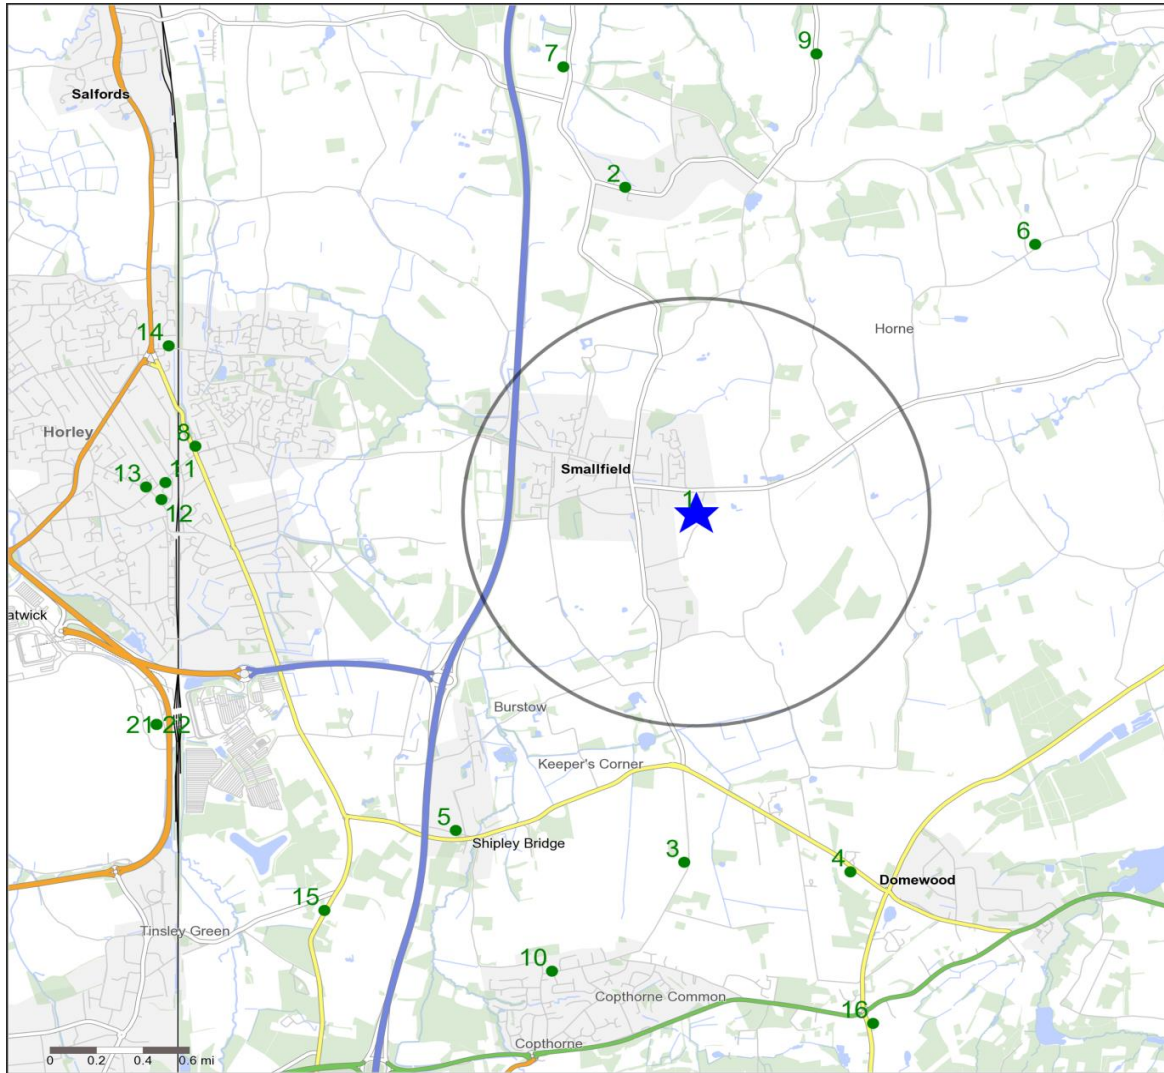 9
7
Salfords
2
6
Horne
14
Horley
8
Smallfield
11
13
1
12
atwick
Burstow
21 22
Keeper's Corner
5
Shipley Bridge
3
4
Domewood
15
Tinsley Green
10
Copthorne Common
16
Copthorne
0 0.2 0.4 0.6 mi